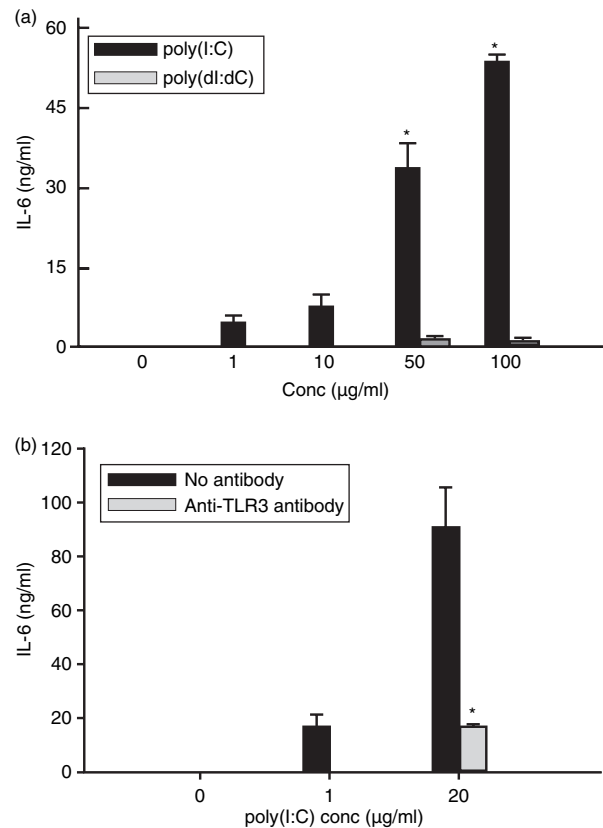 (a)
60
45
30
15
0
IL-6 (ng/ml)
poly(I:C)
poly(dI:dC)
*
*
0 1 10 50 100
Conc (µg/ml)
(b)
120
100
80
60
40
20
0
IL-6 (ng/ml)
No antibody
Anti-TLR3 antibody
*
0 1 20
poly(I:C) conc (µg/ml)